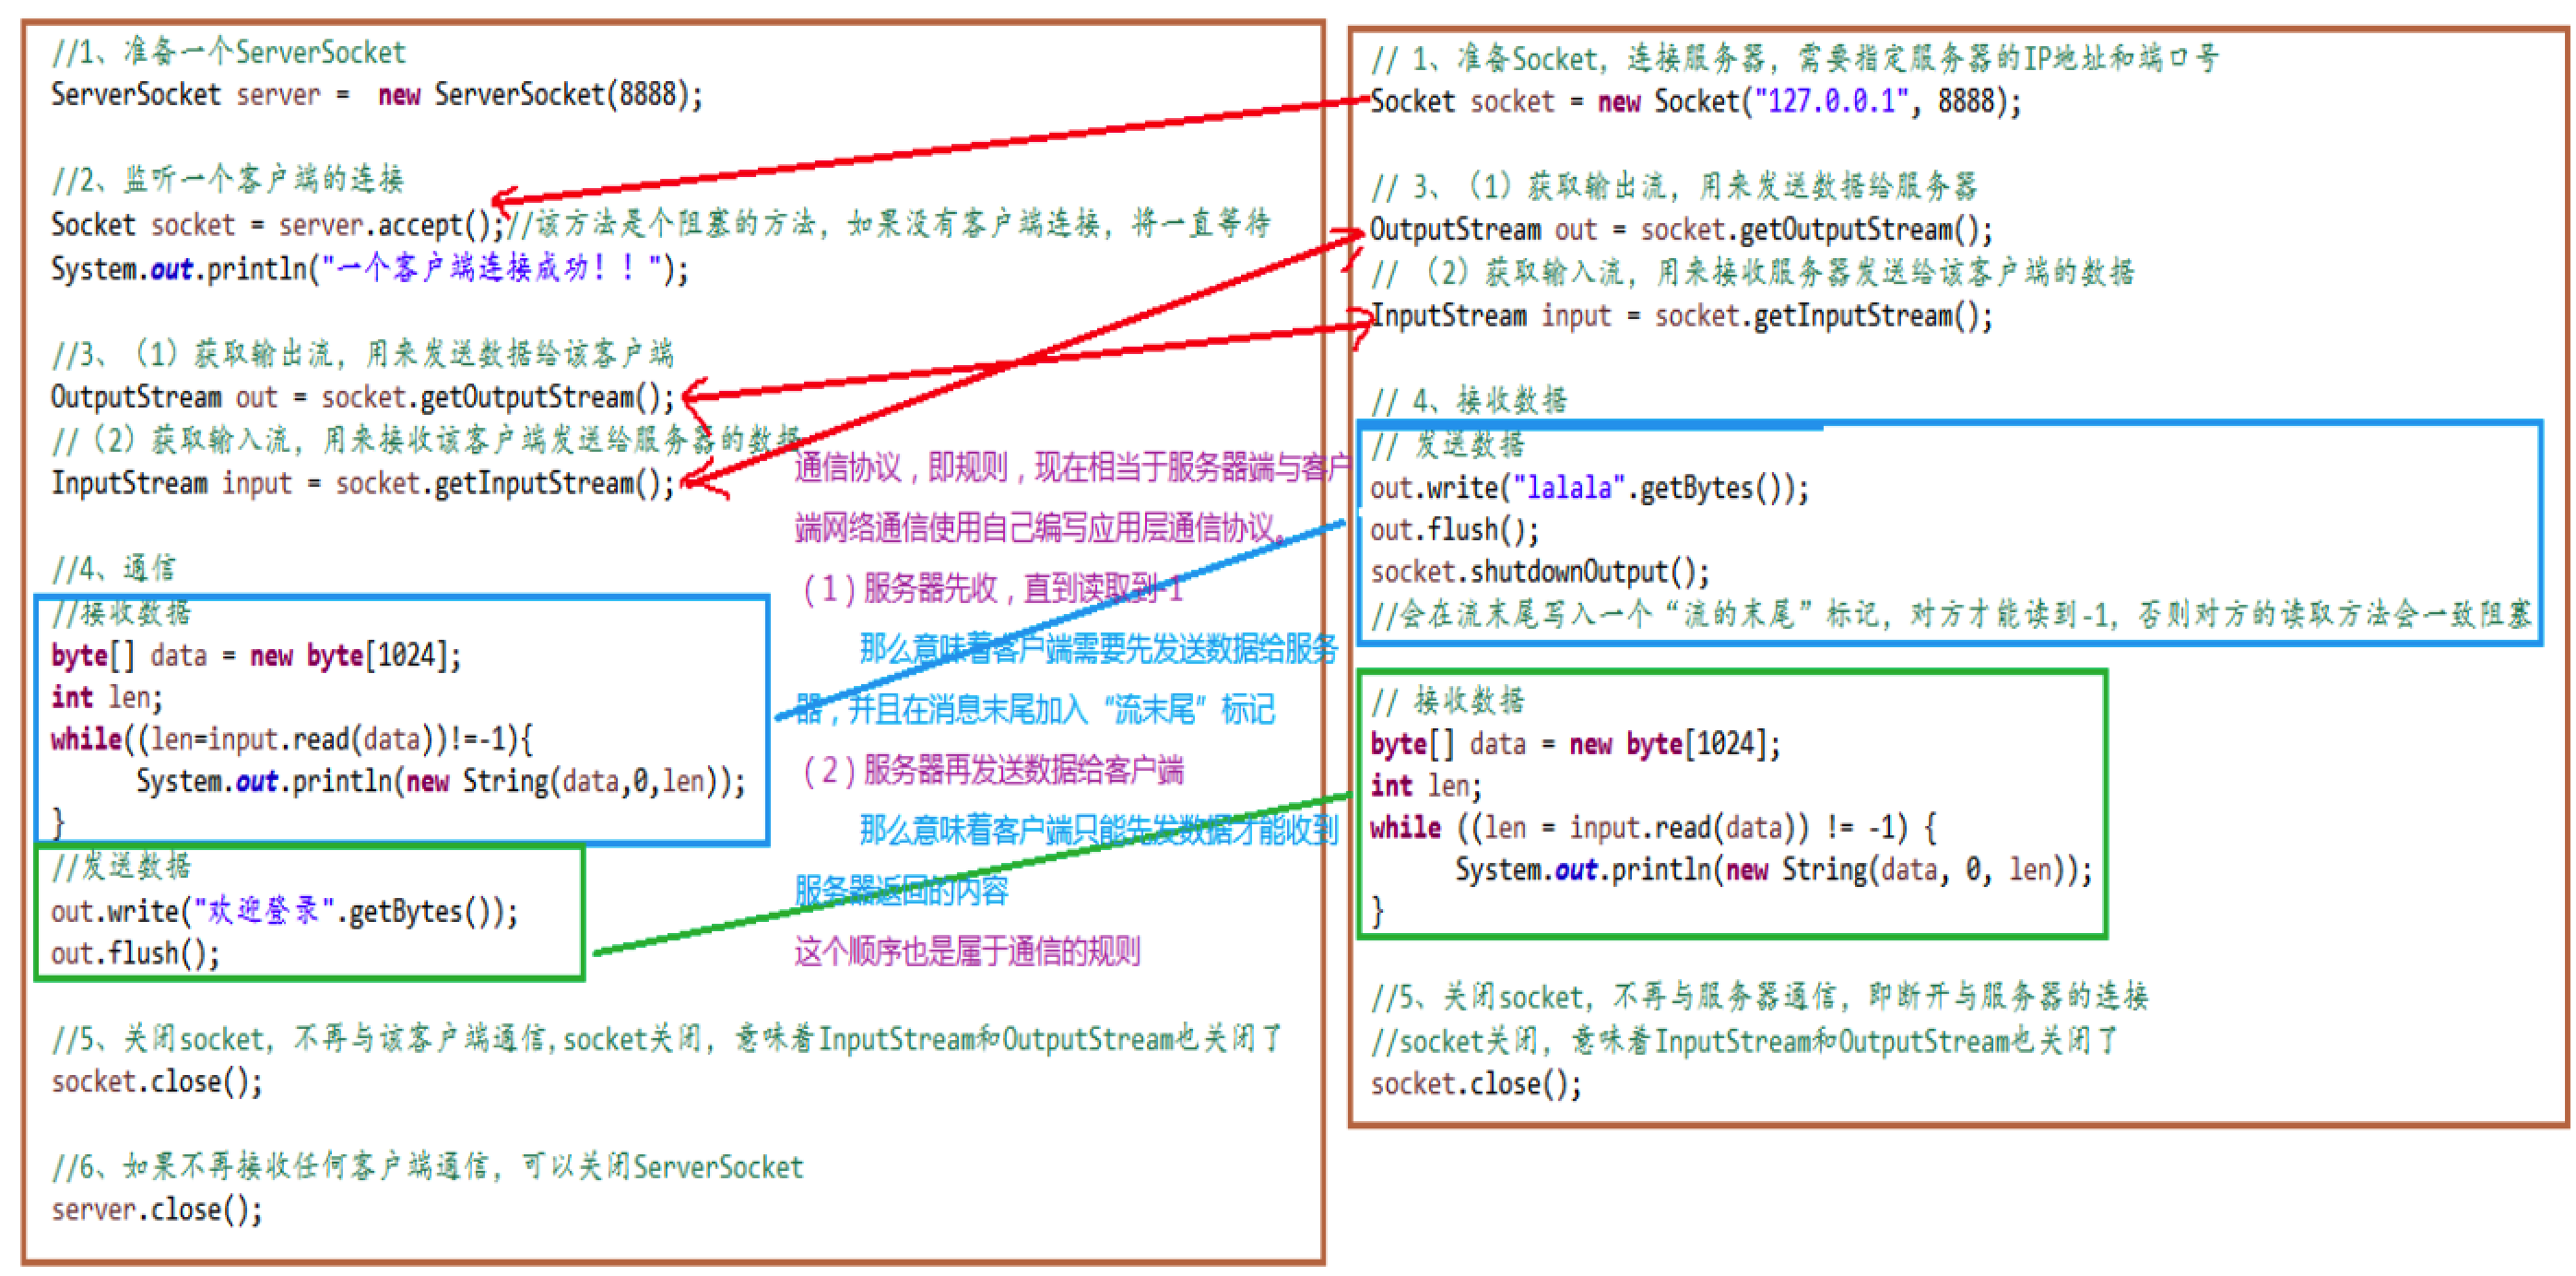 //1、准备一个ServerSocket
ServerSocket server =  new ServerSocket(8888);
//2、监听一个客户端的连接
Socket socket = server.accept();//该方法是个阻塞的方法，如果没有客户端连接，将一直等待
System.out.println("一个客户端连接成功！！");
//3、（1）获取输出流，用来发送数据给该客户端
OutputStream out = socket.getOutputStream();
//（2）获取输入流，用来接收该客户端发送给服务器的数据
InputStream input = socket.getInputStream();
//4、通信
//接收数据
byte[] data = new byte[1024];
int len;
while((len=input.read(data))!=-1){
System.out.println(new String(data,0,len));
}
//发送数据
out.write("欢迎登录".getBytes());
out.flush();
//5、关闭socket，不再与该客户端通信,socket关闭，意味着InputStream和OutputStream也关闭了
socket.close();
//6、如果不再接收任何客户端通信，可以关闭ServerSocket
server.close();
通信协议，即规则，现在相当于服务器端与客户
端网络通信使用自己编写应用层通信协议。
（1）服务器先收，直到读取到-1
那么意味着客户端需要先发送数据给服务
器，并且在消息末尾加入“流末尾”标记
（2）服务器再发送数据给客户端
那么意味着客户端只能先发数据才能收到
服务器返回的内容
这个顺序也是属于通信的规则
// 1、准备Socket，连接服务器，需要指定服务器的IP地址和端口号
Socket socket = new Socket("127.0.0.1", 8888);
// 3、（1）获取输出流，用来发送数据给服务器
OutputStream out = socket.getOutputStream();
// （2）获取输入流，用来接收服务器发送给该客户端的数据
InputStream input = socket.getInputStream();
// 4、接收数据
// 发送数据
out.write("lalala".getBytes());
out.flush();
socket.shutdownOutput();
//会在流末尾写入一个“流的末尾”标记，对方才能读到-1，否则对方的读取方法会一致阻塞
// 接收数据
byte[] data = new byte[1024];
int len;
while ((len = input.read(data)) != -1) {
System.out.println(new String(data, 0, len));
}
//5、关闭socket，不再与服务器通信，即断开与服务器的连接
//socket关闭，意味着InputStream和OutputStream也关闭了
socket.close();